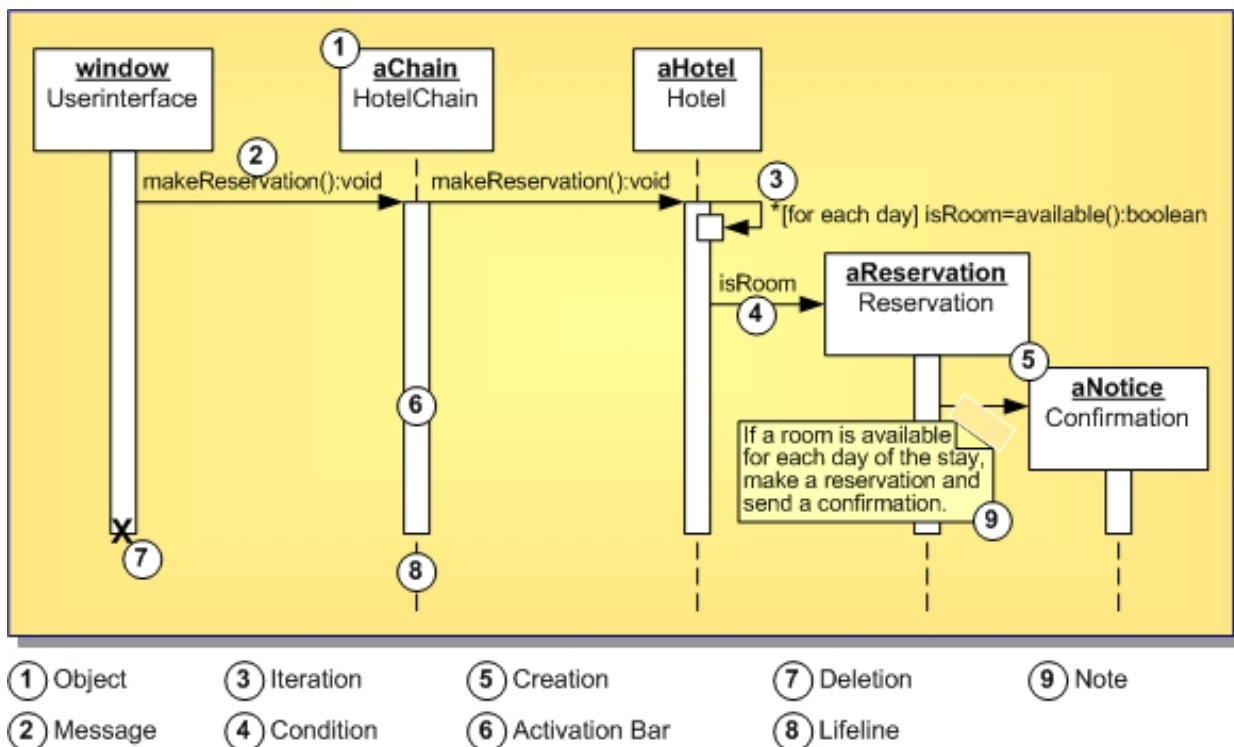 window
Userinterface
1
aChain
HotelChain
aHotel
Hotel
2
makeReservation():void
makeReservation():void
3
*[for each day] isRoom=available():boolean
isRoom
4
aReservation
Reservation
5
aNotice
Confirmation
6
If a room is available
for each day of the stay,
make a reservation and
send a confirmation.
9
X
7
8
1 Object
3 Iteration
5 Creation
7 Deletion
9 Note
2 Message
4 Condition
6 Activation Bar
8 Lifeline